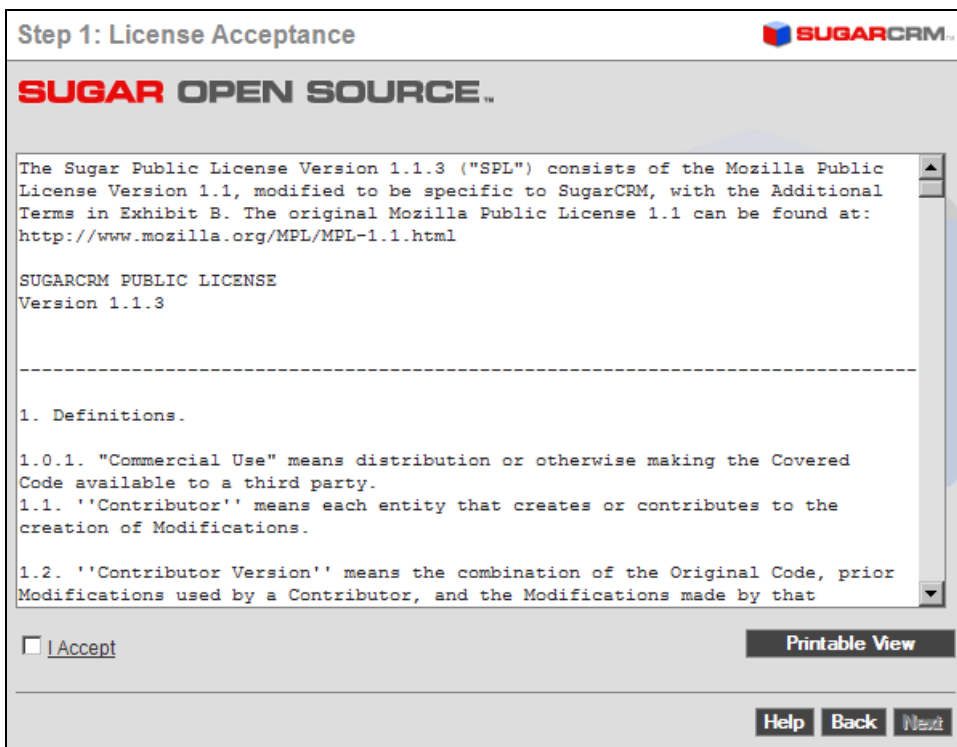 Step 1: License Acceptance
SUGARCRM™
SUGAR OPEN SOURCE™
The Sugar Public License Version 1.1.3 ("SPL") consists of the Mozilla Public
License Version 1.1, modified to be specific to SugarCRM, with the Additional
Terms in Exhibit B. The original Mozilla Public License 1.1 can be found at:
http://www.mozilla.org/MPL/MPL-1.1.html
SUGARCRM PUBLIC LICENSE
Version 1.1.3
--------------------------------------------------------------------------------
1. Definitions.
1.0.1. "Commercial Use" means distribution or otherwise making the Covered
Code available to a third party.
1.1. ''Contributor'' means each entity that creates or contributes to the
creation of Modifications.
1.2. ''Contributor Version'' means the combination of the Original Code, prior
Modifications used by a Contributor, and the Modifications made by that
I Accept
Printable View
Help
Back
Next